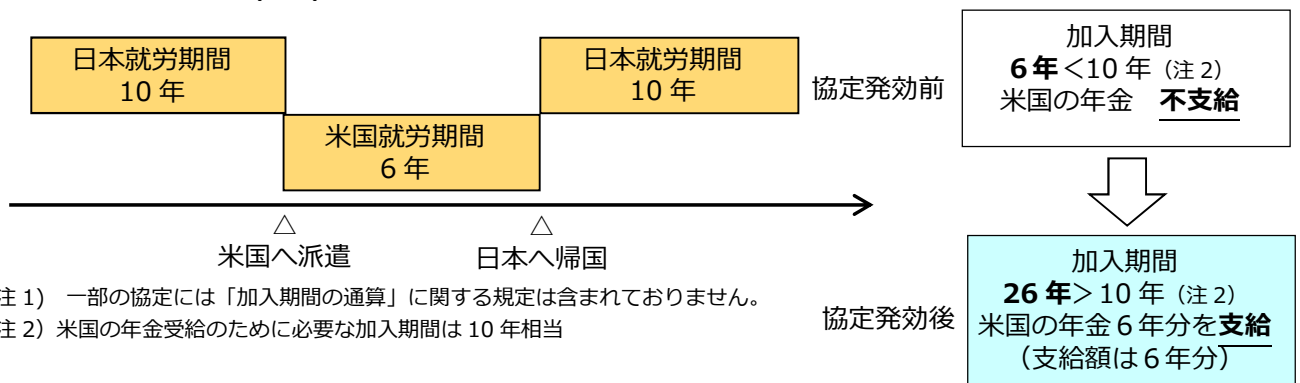 日本就労期間
10 年
米国就労期間
6 年
日本就労期間
10 年
△
米国へ派遣
△
日本へ帰国
協定発効前
加入期間
6 年＜10 年（注 2）
米国の年金 不支給
協定発効後
加入期間
26 年＞10 年（注 2）
米国の年金 6 年分を支給
（支給額は 6 年分）
注 1) 一部の協定には「加入期間の通算」に関する規定は含まれておりません。
注 2）米国の年金受給のために必要な加入期間は 10 年相当